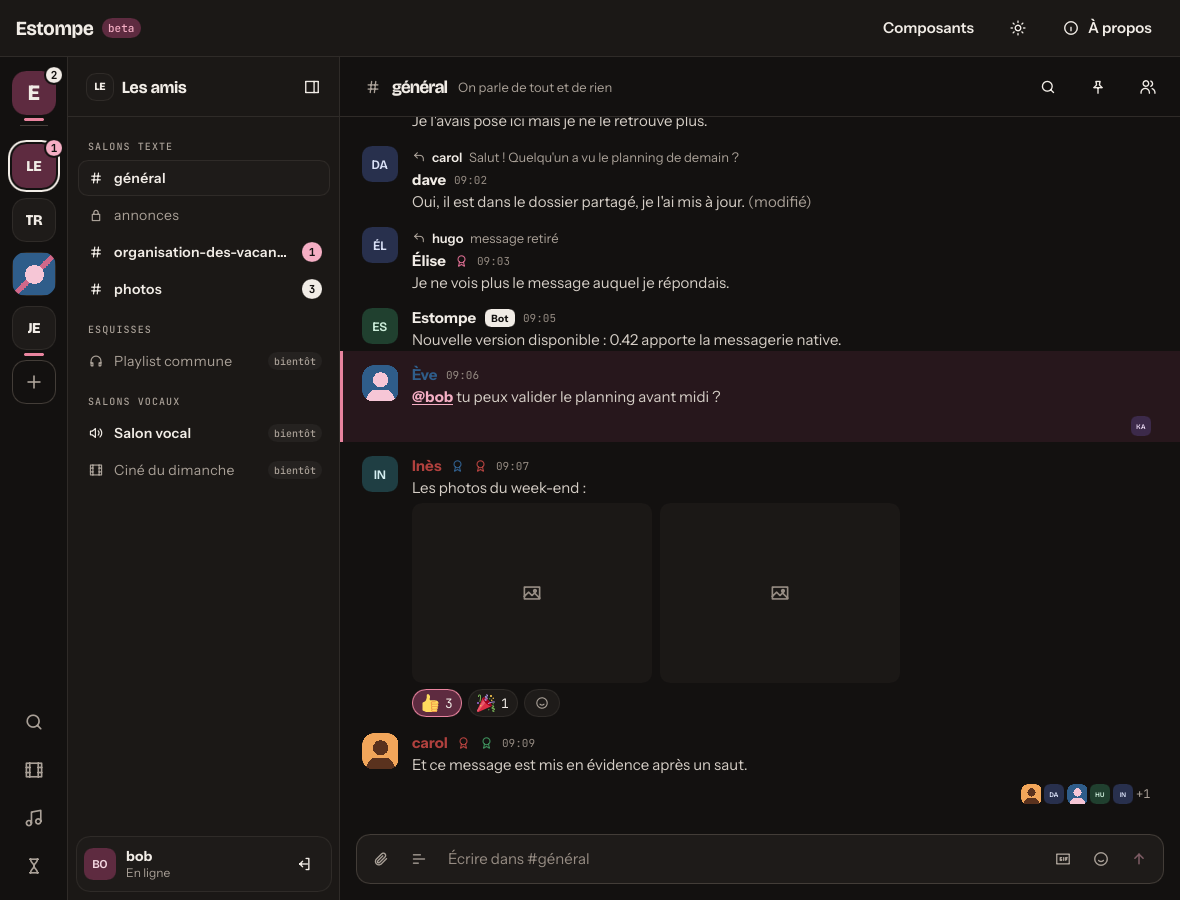 Estompe beta
Composants
À propos
E 2
LE 1
TR
JE
LE Les amis
SALONS TEXTE
# général
annonces
# organisation-des-vacan... 1
# photos 3
ESQUISSES
Playlist commune bientôt
SALONS VOCAUX
Salon vocal bientôt
Ciné du dimanche bientôt
BO bob
En ligne
# général On parle de tout et de rien
Je l'avais posé ici mais je ne le retrouve plus.
carol Salut ! Quelqu'un a vu le planning de demain ?
DA dave 09:02
Oui, il est dans le dossier partagé, je l'ai mis à jour. (modifié)
hugo message retiré
ÉL Élise 09:03
Je ne vois plus le message auquel je répondais.
ES Estompe Bot 09:05
Nouvelle version disponible : 0.42 apporte la messagerie native.
Ève 09:06
@bob tu peux valider le planning avant midi ?
KA
IN Inès 09:07
Les photos du week-end :
👍 3 🎉 1
carol 09:09
Et ce message est mis en évidence après un saut.
DA HU IN +1
Écrire dans #général
GIF